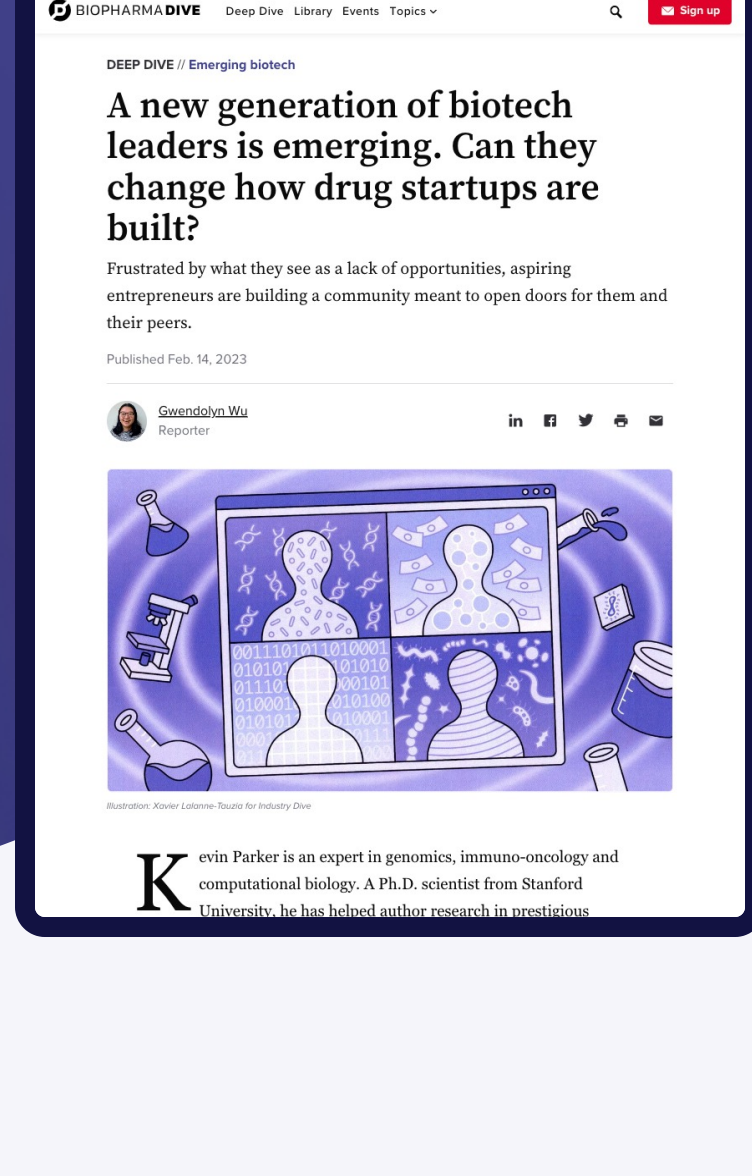 BIOPHARMADIVE Deep Dive Library Events Topics Sign up
DEEP DIVE // Emerging biotech
A new generation of biotech
leaders is emerging. Can they
change how drug startups are
built?
Frustrated by what they see as a lack of opportunities, aspiring
entrepreneurs are building a community meant to open doors for them and
their peers.
Published Feb. 14, 2023
Gwendolyn Wu
Reporter
Illustration: Xavier Lalanne-Tauzia for Industry Dive
Kevin Parker is an expert in genomics, immuno-oncology and
computational biology. A Ph.D. scientist from Stanford
University, he has helped author research in prestigious